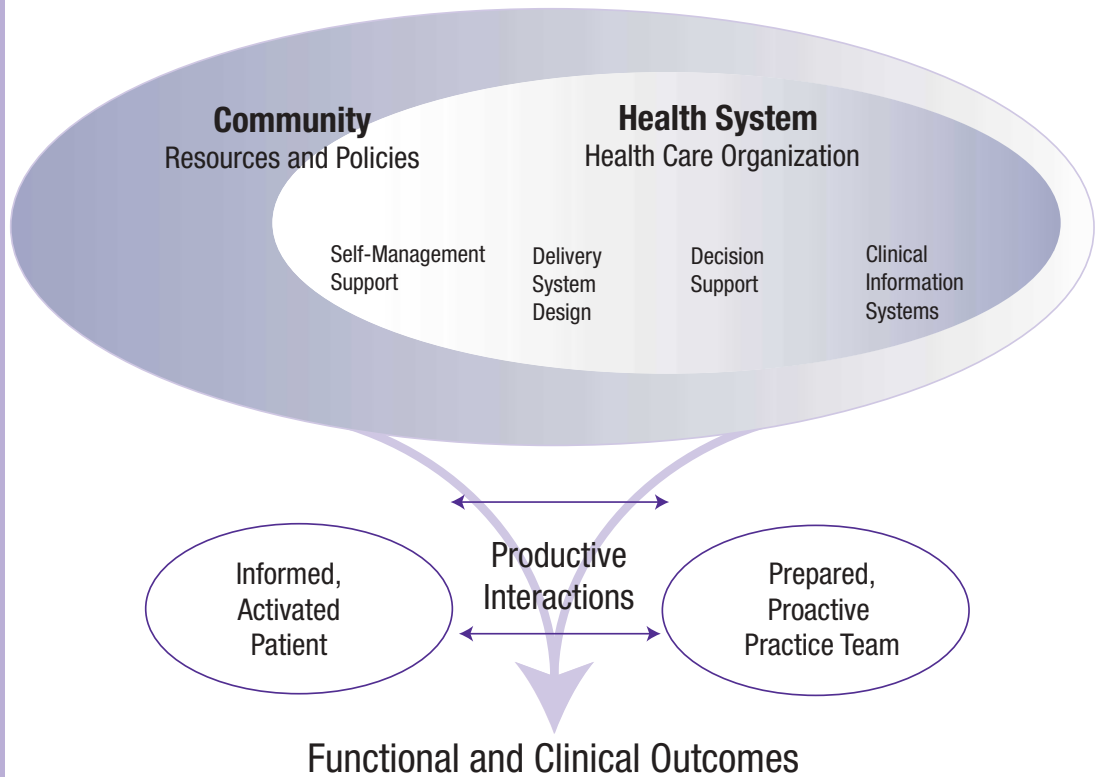 Community
Resources and Policies
Health System
Health Care Organization
Self-Management
Support
Delivery
System
Design
Decision
Support
Clinical
Information
Systems
Informed,
Activated
Patient
Productive
Interactions
Prepared,
Proactive
Practice Team
Functional and Clinical Outcomes